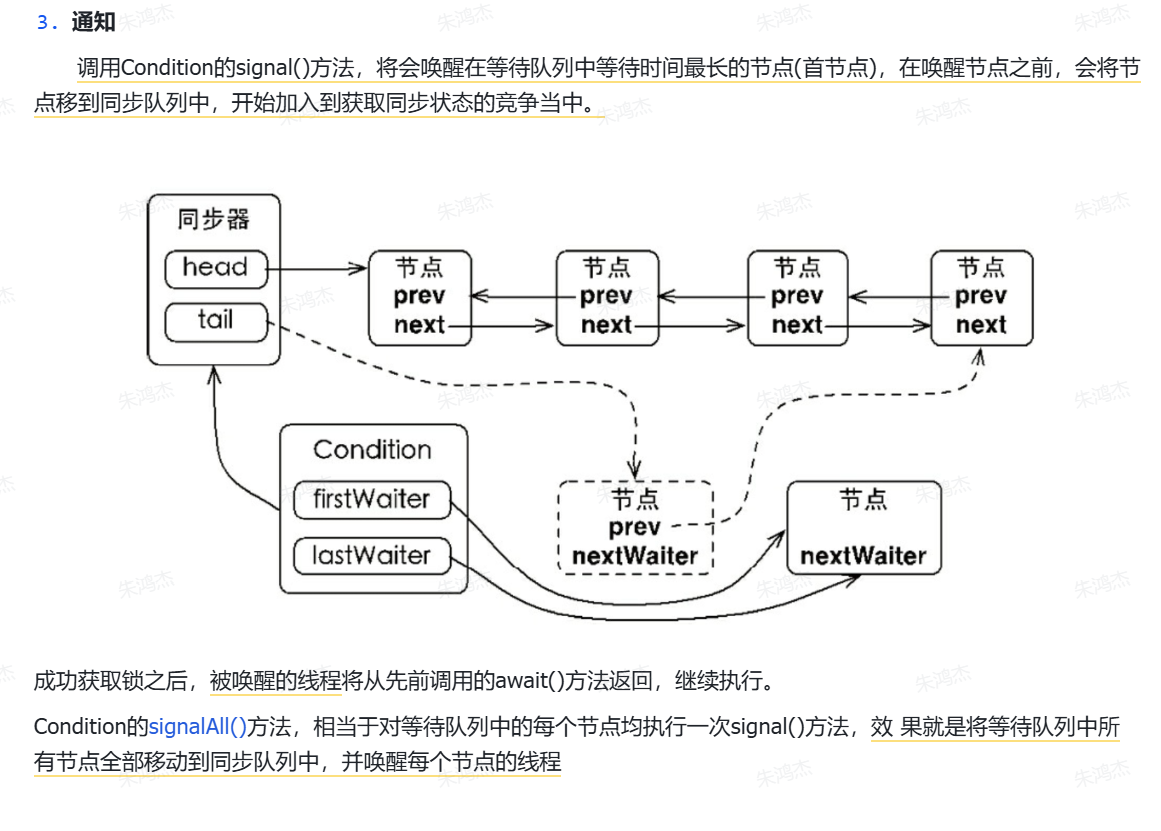 3. 通知
调用Condition的signal()方法，将会唤醒在等待队列中等待时间最长的节点(首节点)，在唤醒节点之前，会将节
点移到同步队列中，开始加入到获取同步状态的竞争当中。
同步器
head
tail
节点
prev
next
节点
prev
next
节点
prev
next
节点
prev
next
Condition
firstWaiter
lastWaiter
节点
prev
nextWaiter
节点
nextWaiter
成功获取锁之后，被唤醒的线程将从先前调用的await()方法返回，继续执行。
Condition的signalAll()方法，相当于对等待队列中的每个节点均执行一次signal()方法，效 果就是将等待队列中所
有节点全部移动到同步队列中，并唤醒每个节点的线程
朱鸿杰